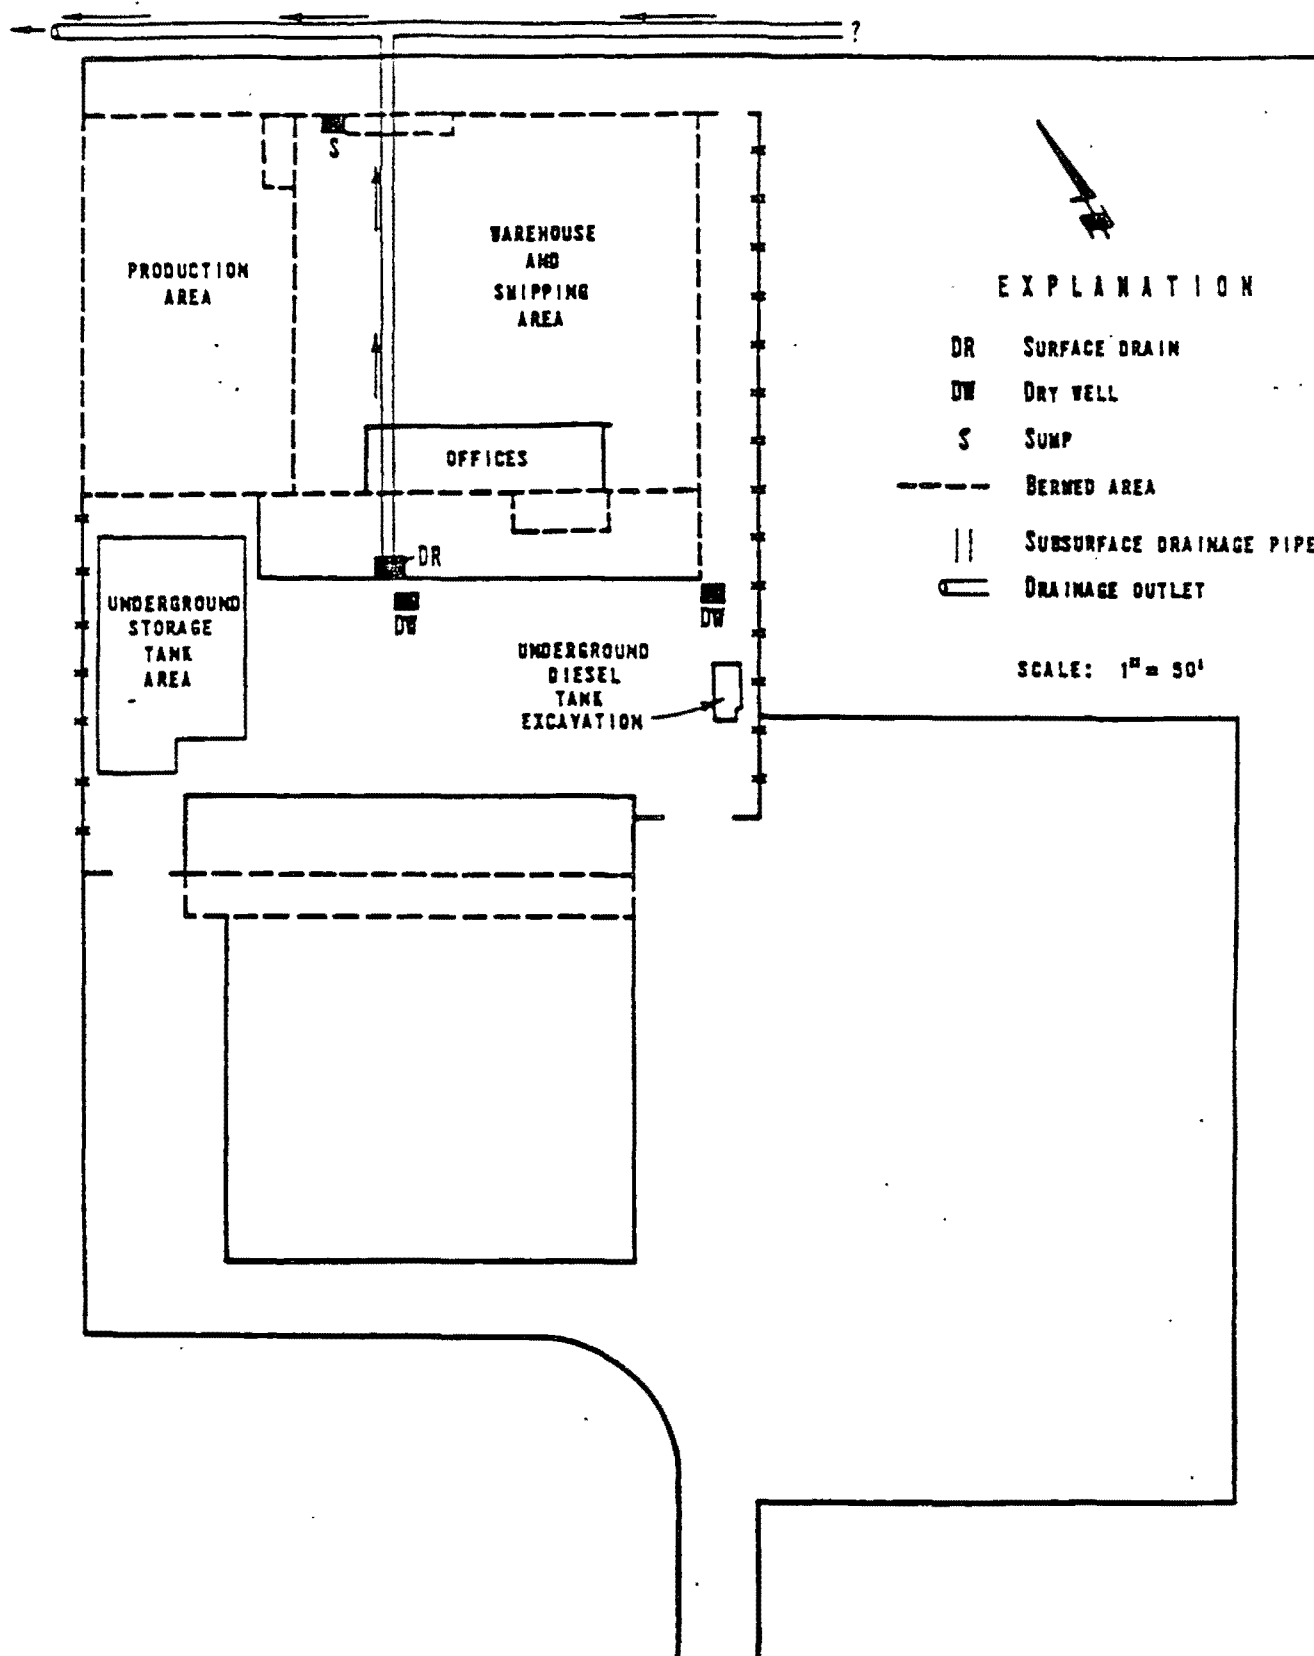 ?
S
PRODUCTION
AREA
WAREHOUSE
AND
SHIPPING
AREA
OFFICES
DR
DW
DW
UNDERGROUND
STORAGE
TANK
AREA
UNDERGROUND
DIESEL
TANK
EXCAVATION
EXPLANATION
DR SURFACE DRAIN
DW DRY WELL
S SUMP
BERMED AREA
SUBSURFACE DRAINAGE PIPE
DRAINAGE OUTLET
SCALE: 1" = 50'